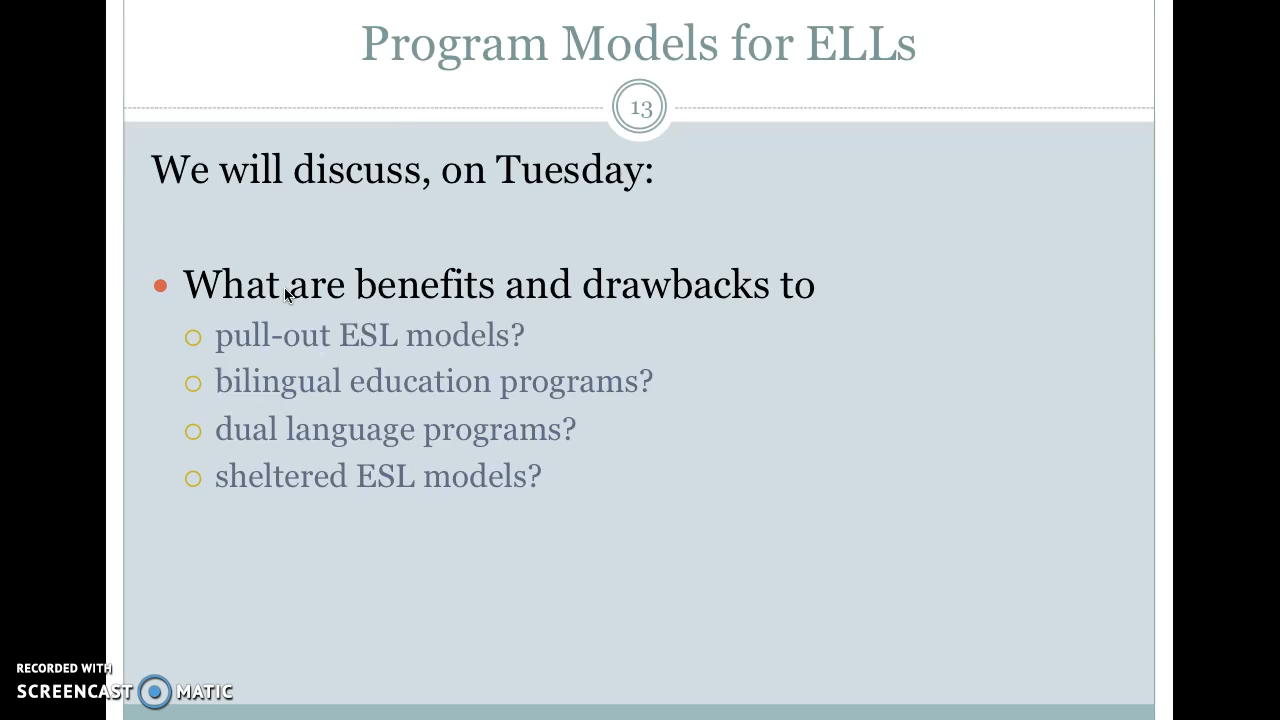 Program Models for ELLs
13
We will discuss, on Tuesday:
What are benefits and drawbacks to
pull-out ESL models?
bilingual education programs?
dual language programs?
sheltered ESL models?
RECORDED WITH
SCREENCAST MATIC